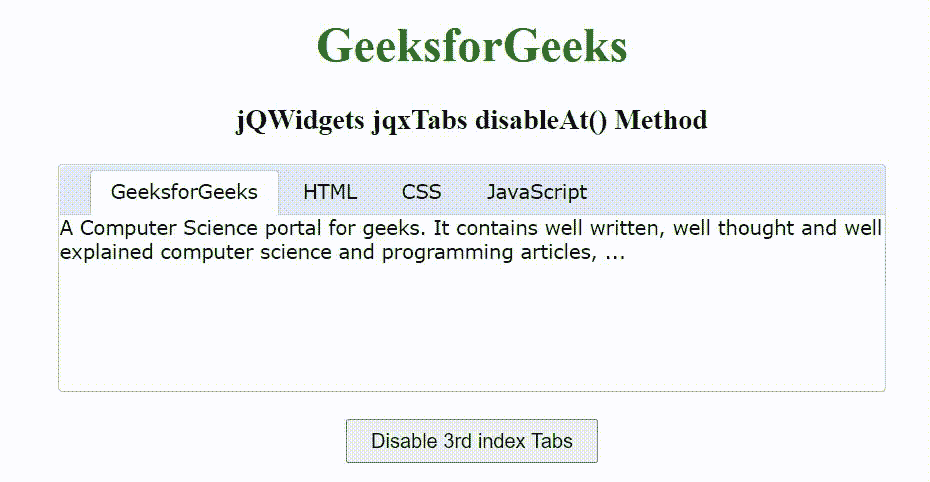 GeeksforGeeks
jQWidgets jqxTabs disableAt() Method
GeeksforGeeks HTML CSS JavaScript
A Computer Science portal for geeks. It contains well written, well thought and well
explained computer science and programming articles, ...
Disable 3rd index Tabs